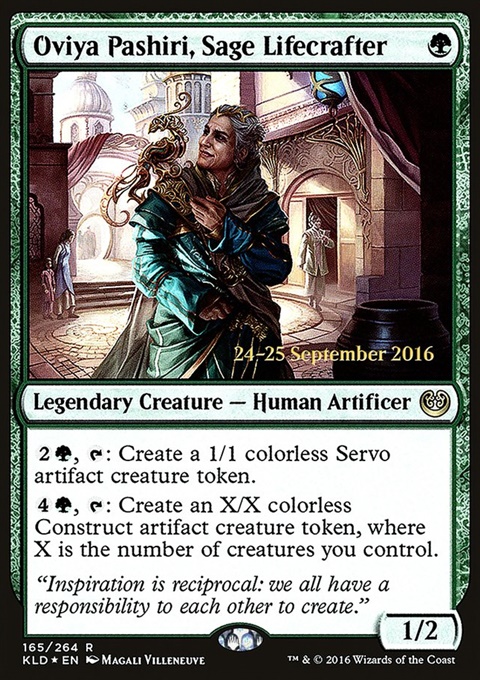 Oviya Pashiri, Sage Lifecrafter
24–25 September 2016
Legendary Creature — Human Artificer
2, : Create a 1/1 colorless Servo
artifact creature token.
4, : Create an X/X colorless
Construct artifact creature token, where
X is the number of creatures you control.
“Inspiration is reciprocal: we all have a
responsibility to each other to create.”
1/2
165/264 R
KLD ★ EN Magali Villeneuve
™ & © 2016 Wizards of the Coast